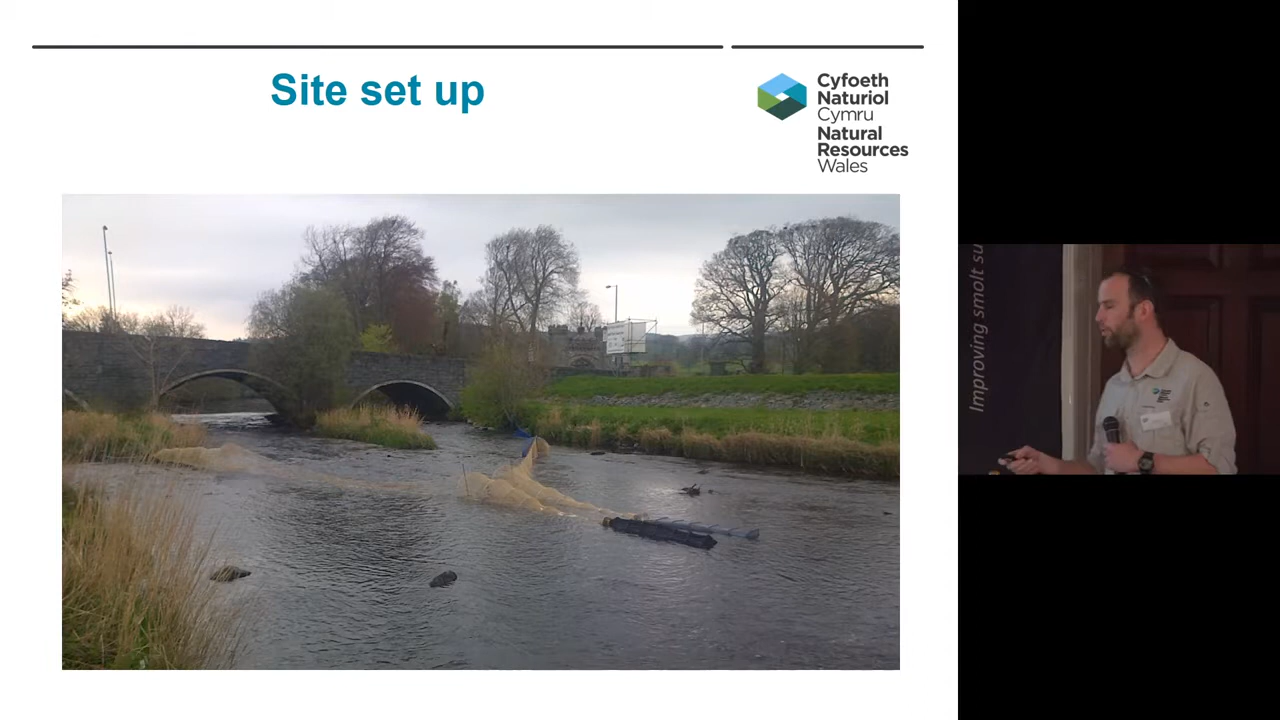 Site set up
Cyfoeth
Naturiol
Cymru
Natural
Resources
Wales
Improving smolt su